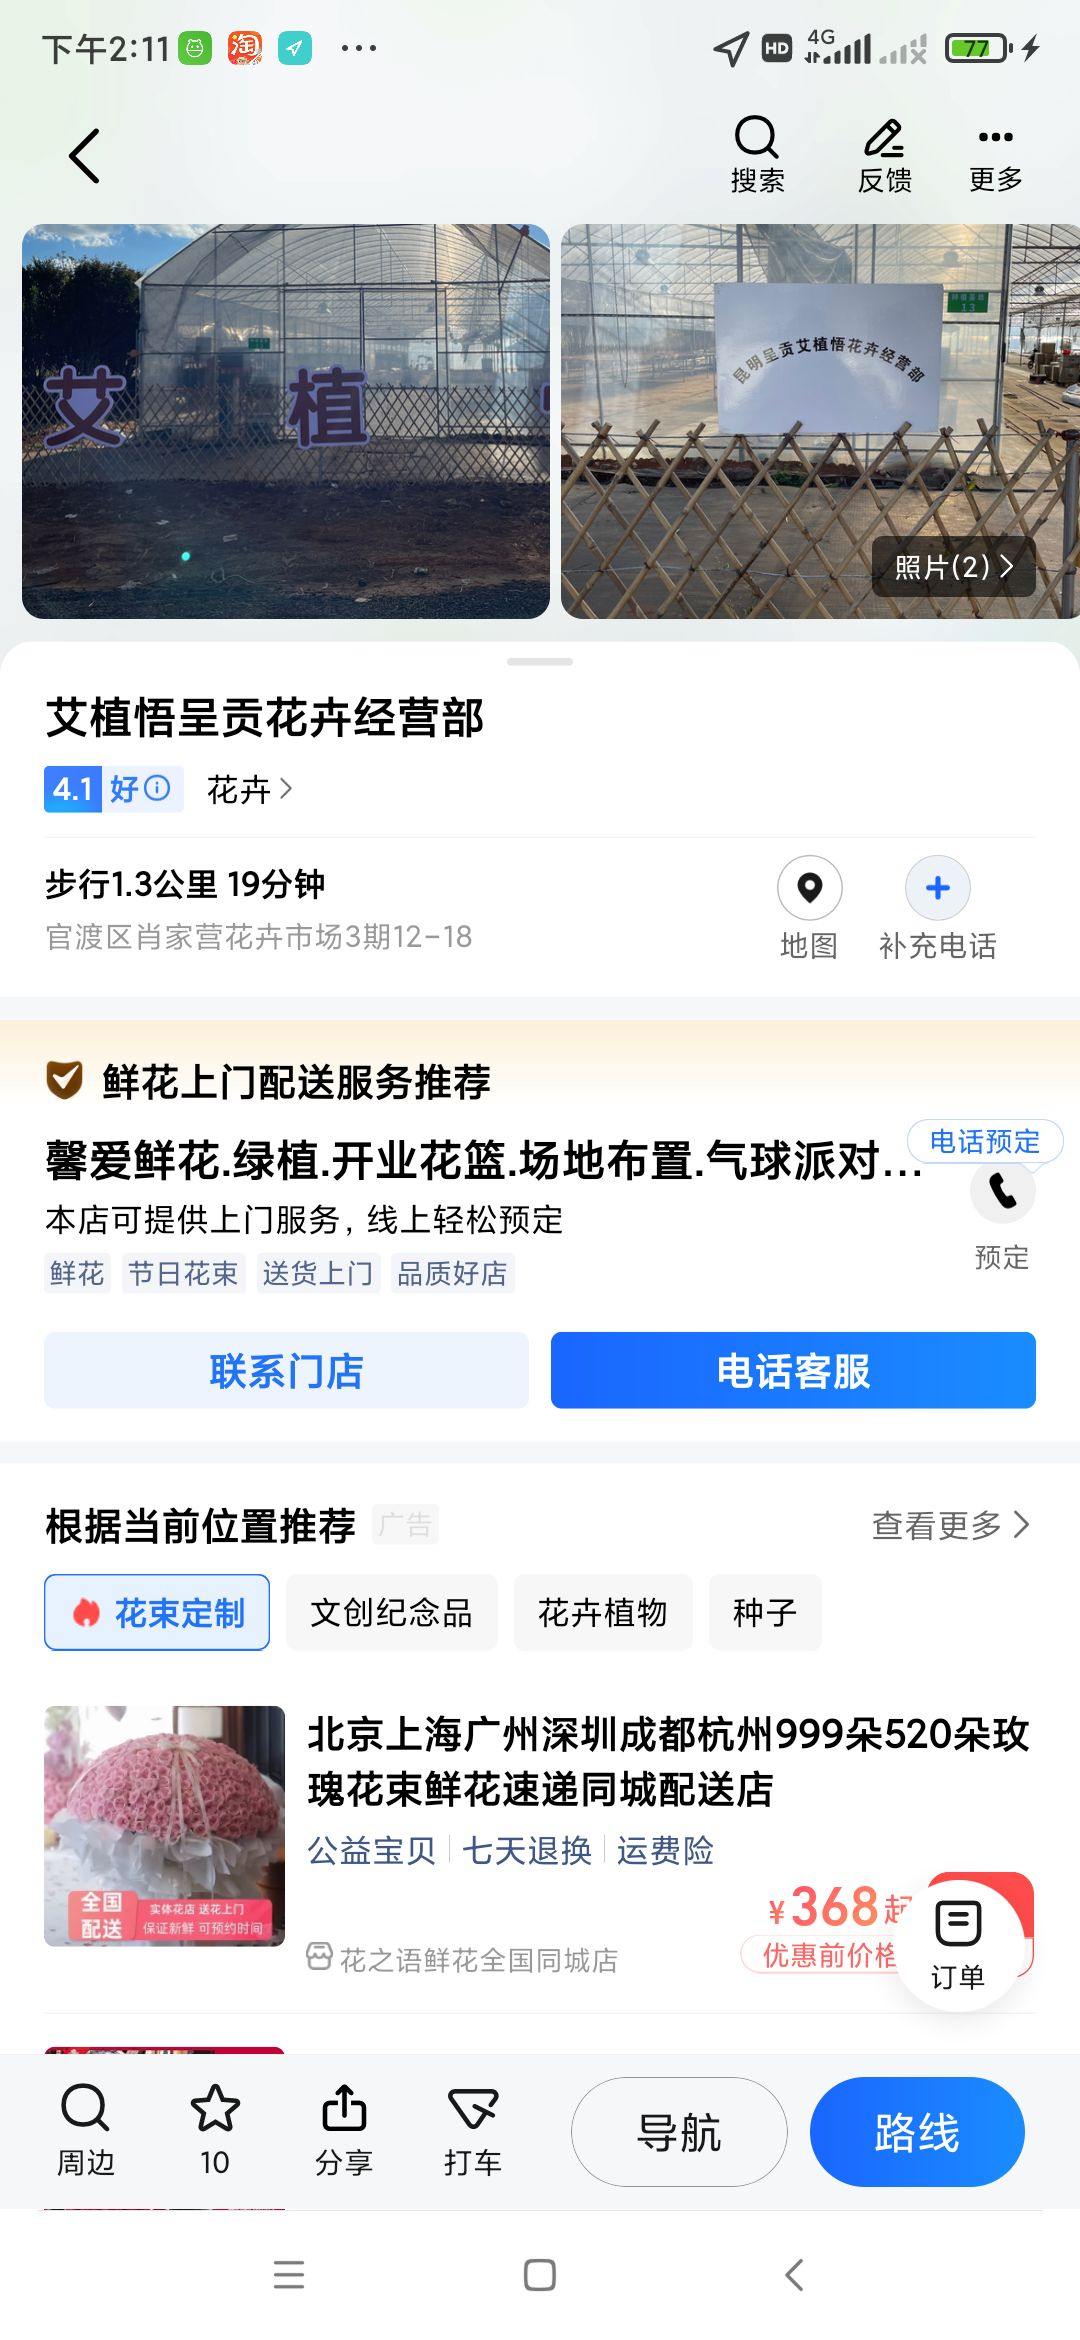 下午2:11
HD
4G
77
搜索
反馈
更多
艾 植
昆明呈贡艾植悟花卉经营部
13
照片(2)
艾植悟呈贡花卉经营部
4.1 好
花卉
步行1.3公里 19分钟
官渡区肖家营花卉市场3期12-18
地图
补充电话
鲜花上门配送服务推荐
馨爱鲜花.绿植.开业花篮.场地布置.气球派对...
电话预定
本店可提供上门服务，线上轻松预定
预定
鲜花 节日花束 送货上门 品质好店
联系门店
电话客服
根据当前位置推荐
广告
查看更多
花束定制
文创纪念品
花卉植物
种子
北京上海广州深圳成都杭州999朵520朵玫
瑰花束鲜花速递同城配送店
公益宝贝 七天退换 运费险
全国
配送
实体花店 送花上门
保证新鲜 可预约时间
¥368起
优惠前价格
花之语鲜花全国同城店
订单
周边
10
分享
打车
导航
路线